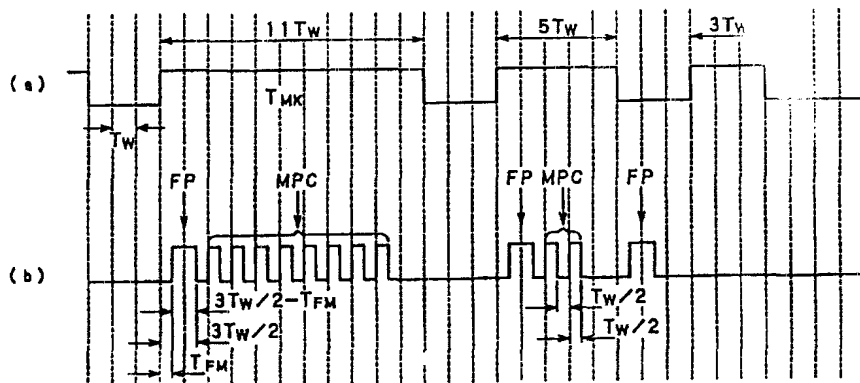 11TW 5TW 3TW
(a)
TMK
TW
FP MPC FP MPC FP
(b)
3TW/2-TFM TW/2
3TW/2 TW/2
TFM